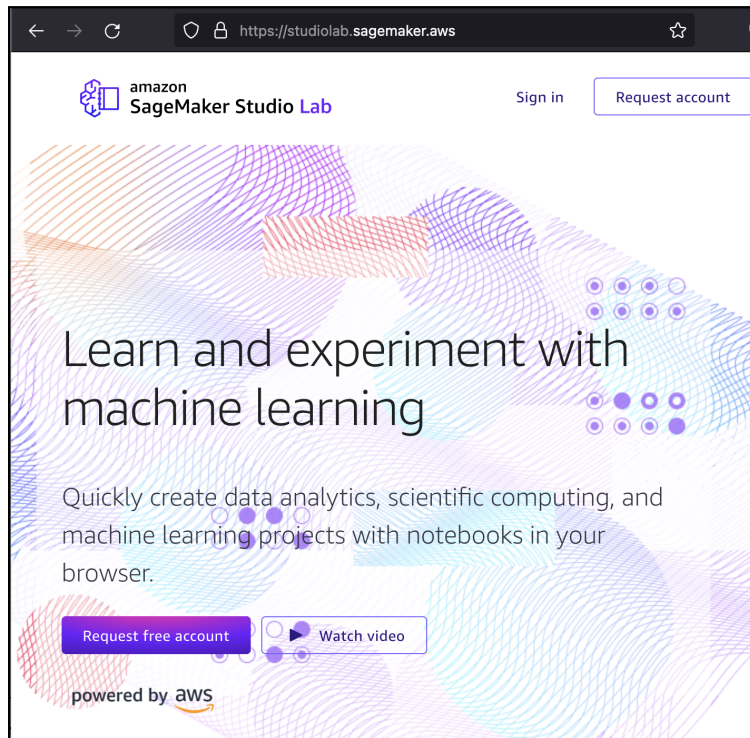 https://studiolab.sagemaker.aws
amazon
SageMaker Studio Lab
Sign in
Request account
Learn and experiment with
machine learning
Quickly create data analytics, scientific computing, and
machine learning projects with notebooks in your
browser.
Request free account
Watch video
powered by aws